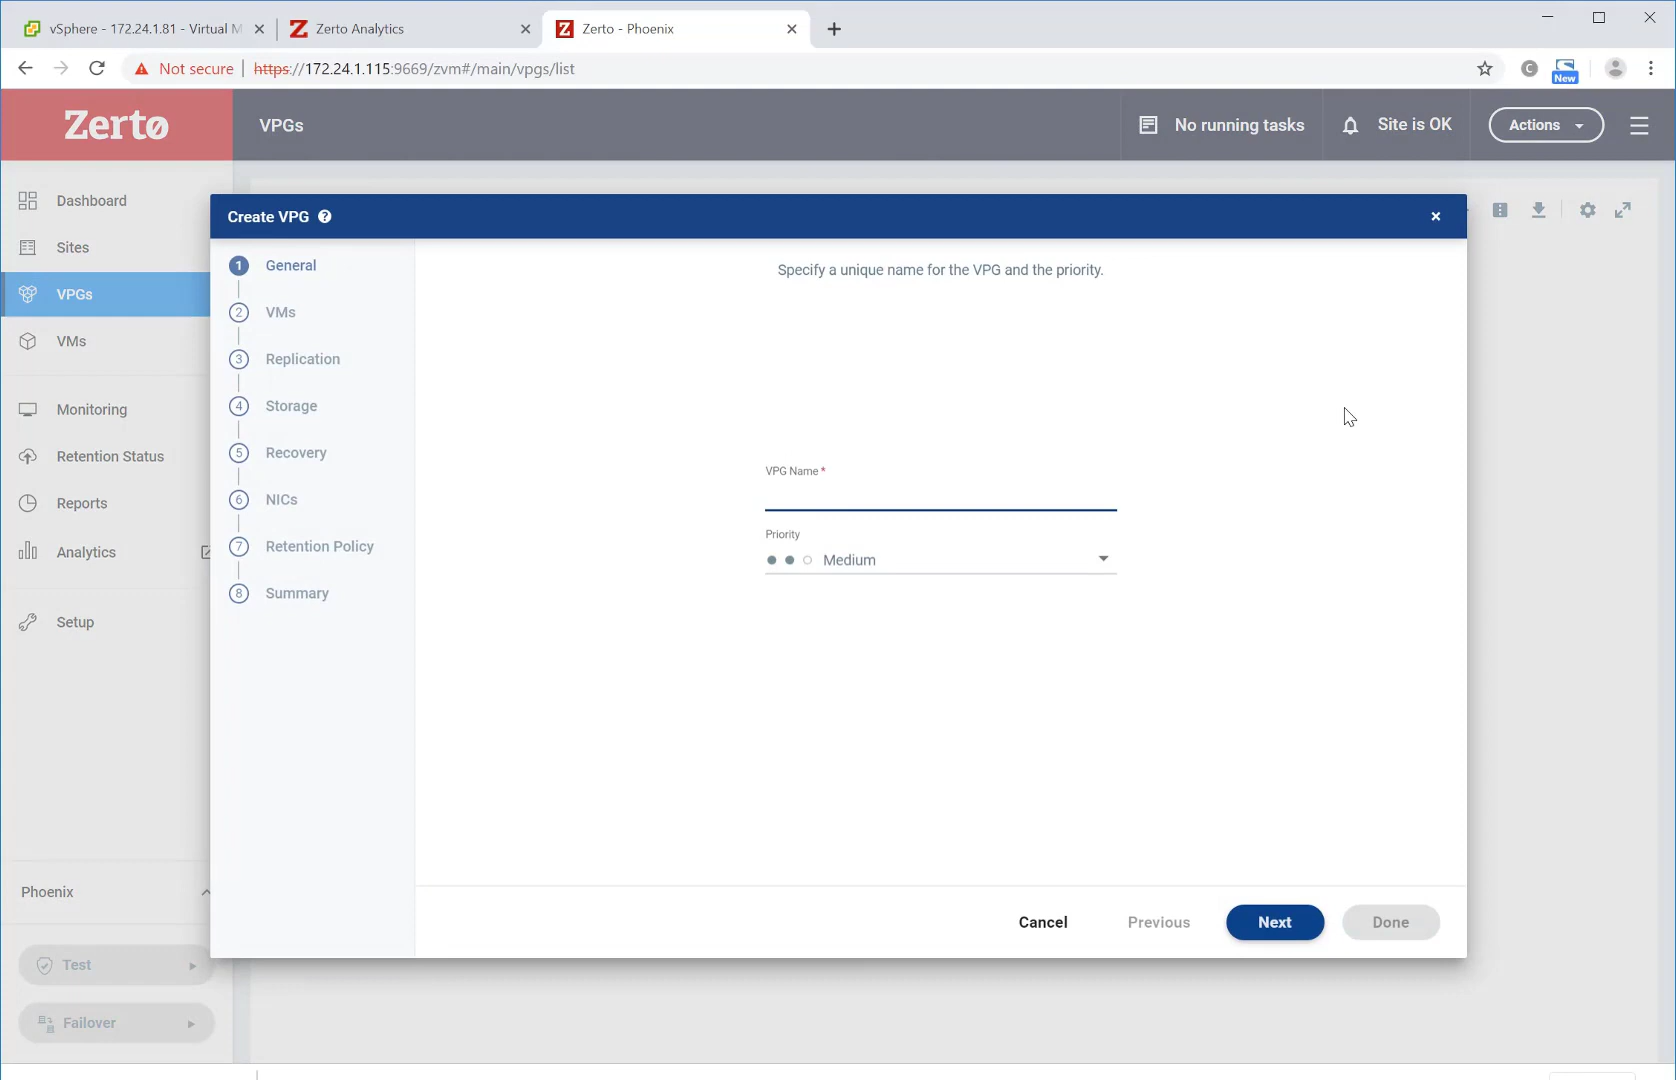 vSphere - 172.24.1.81 - Virtual M
Zerto Analytics
Zerto - Phoenix
Not secure | https://172.24.1.115:9669/zvm#/main/vpgs/list
C
New
Zerto
VPGs
No running tasks
Site is OK
Actions
Dashboard
Sites
VPGs
VMs
Monitoring
Retention Status
Reports
Analytics
Setup
Phoenix
Test
Failover
Create VPG ?
1 General
2 VMs
3 Replication
4 Storage
5 Recovery
6 NICs
7 Retention Policy
8 Summary
Specify a unique name for the VPG and the priority.
VPG Name *
Priority
Medium
Cancel
Previous
Next
Done